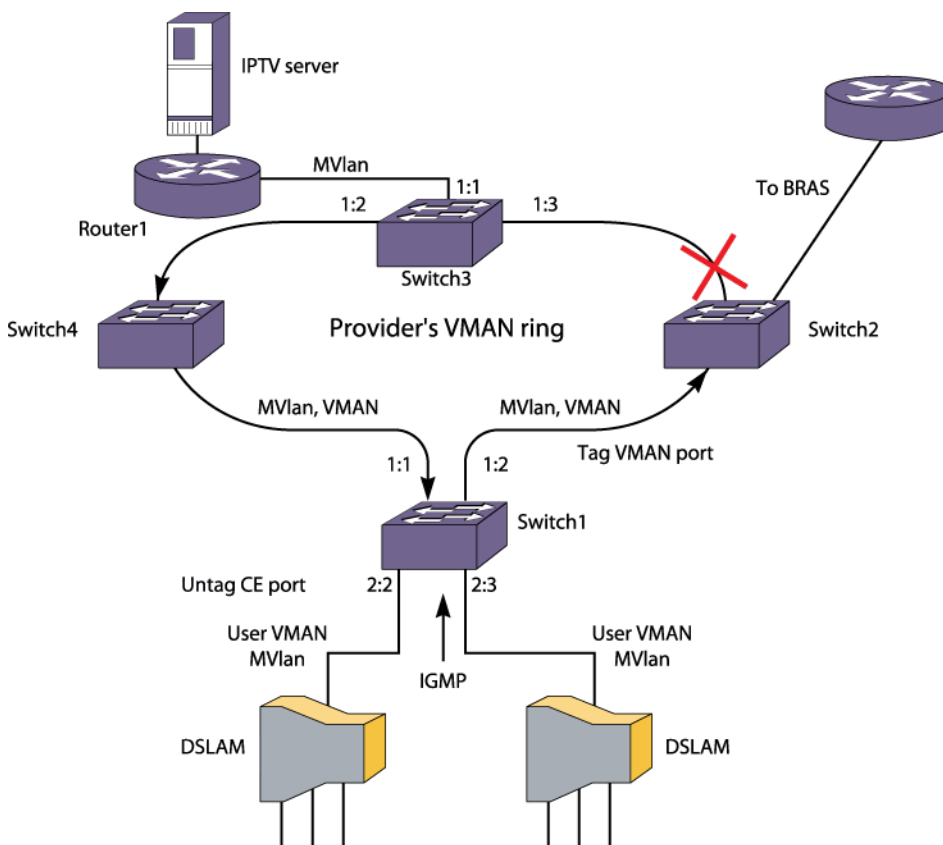 IPTV server
MVlan
To BRAS
1:1
1:2
1:3
Router1
Switch3
Switch4
Provider's VMAN ring
Switch2
MVlan, VMAN
MVlan, VMAN
Tag VMAN port
1:1
1:2
Switch1
Untag CE port
2:2
2:3
User VMAN
MVlan
User VMAN
MVlan
IGMP
DSLAM
DSLAM